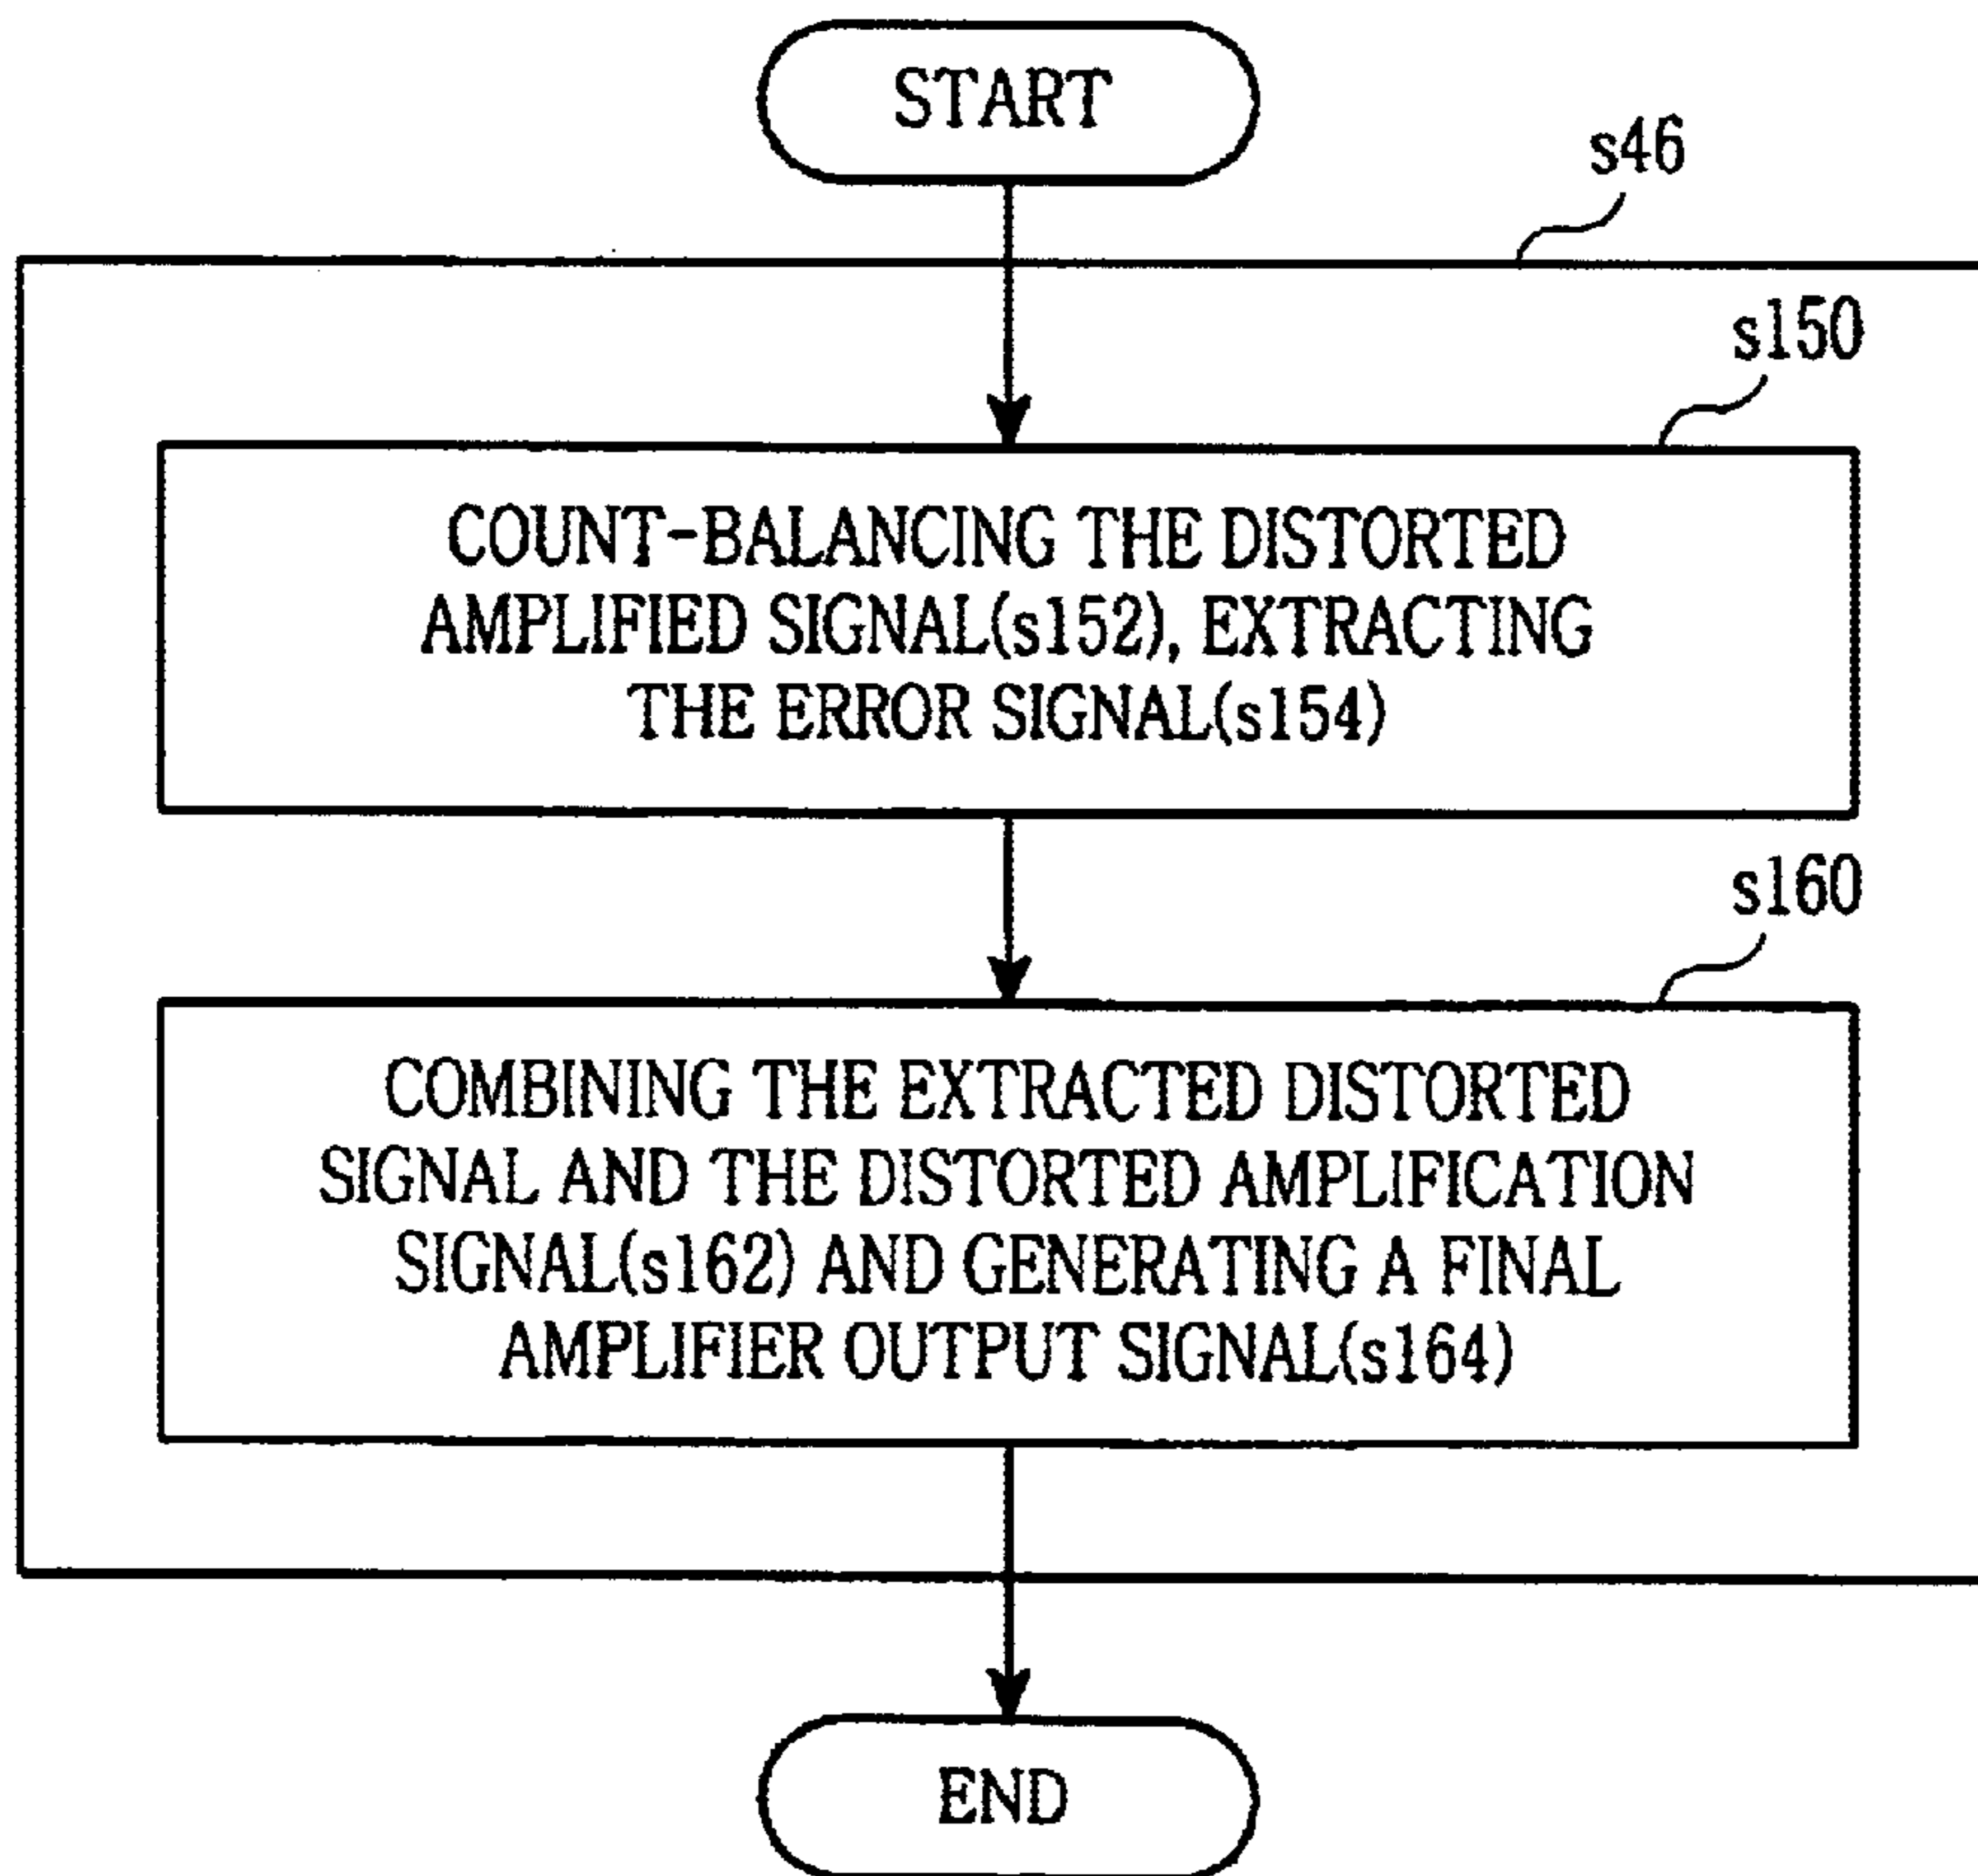 START
s46
s150
COUNT-BALANCING THE DISTORTED
AMPLIFIED SIGNAL(s152), EXTRACTING
THE ERROR SIGNAL(s154)
s160
COMBINING THE EXTRACTED DISTORTED
SIGNAL AND THE DISTORTED AMPLIFICATION
SIGNAL(s162) AND GENERATING A FINAL
AMPLIFIER OUTPUT SIGNAL(s164)
END